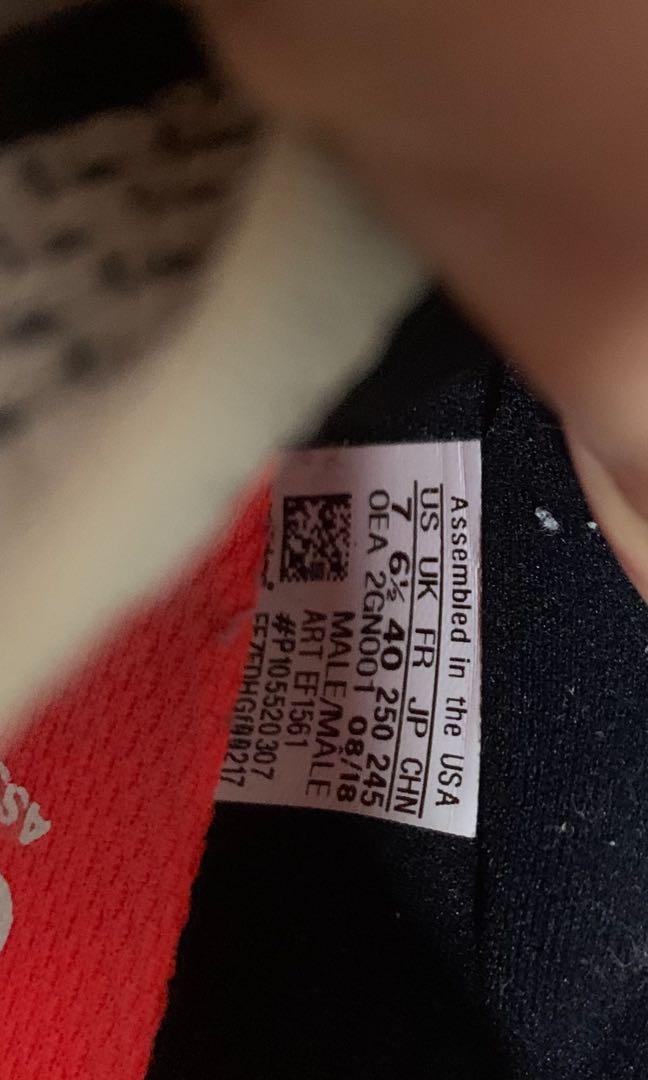 Assembled in the USA
US UK FR JP CHN
7 6½ 40 250 245
OEA 2GN001 08/18
MALE/MALE
ART EF1561
#P105520307